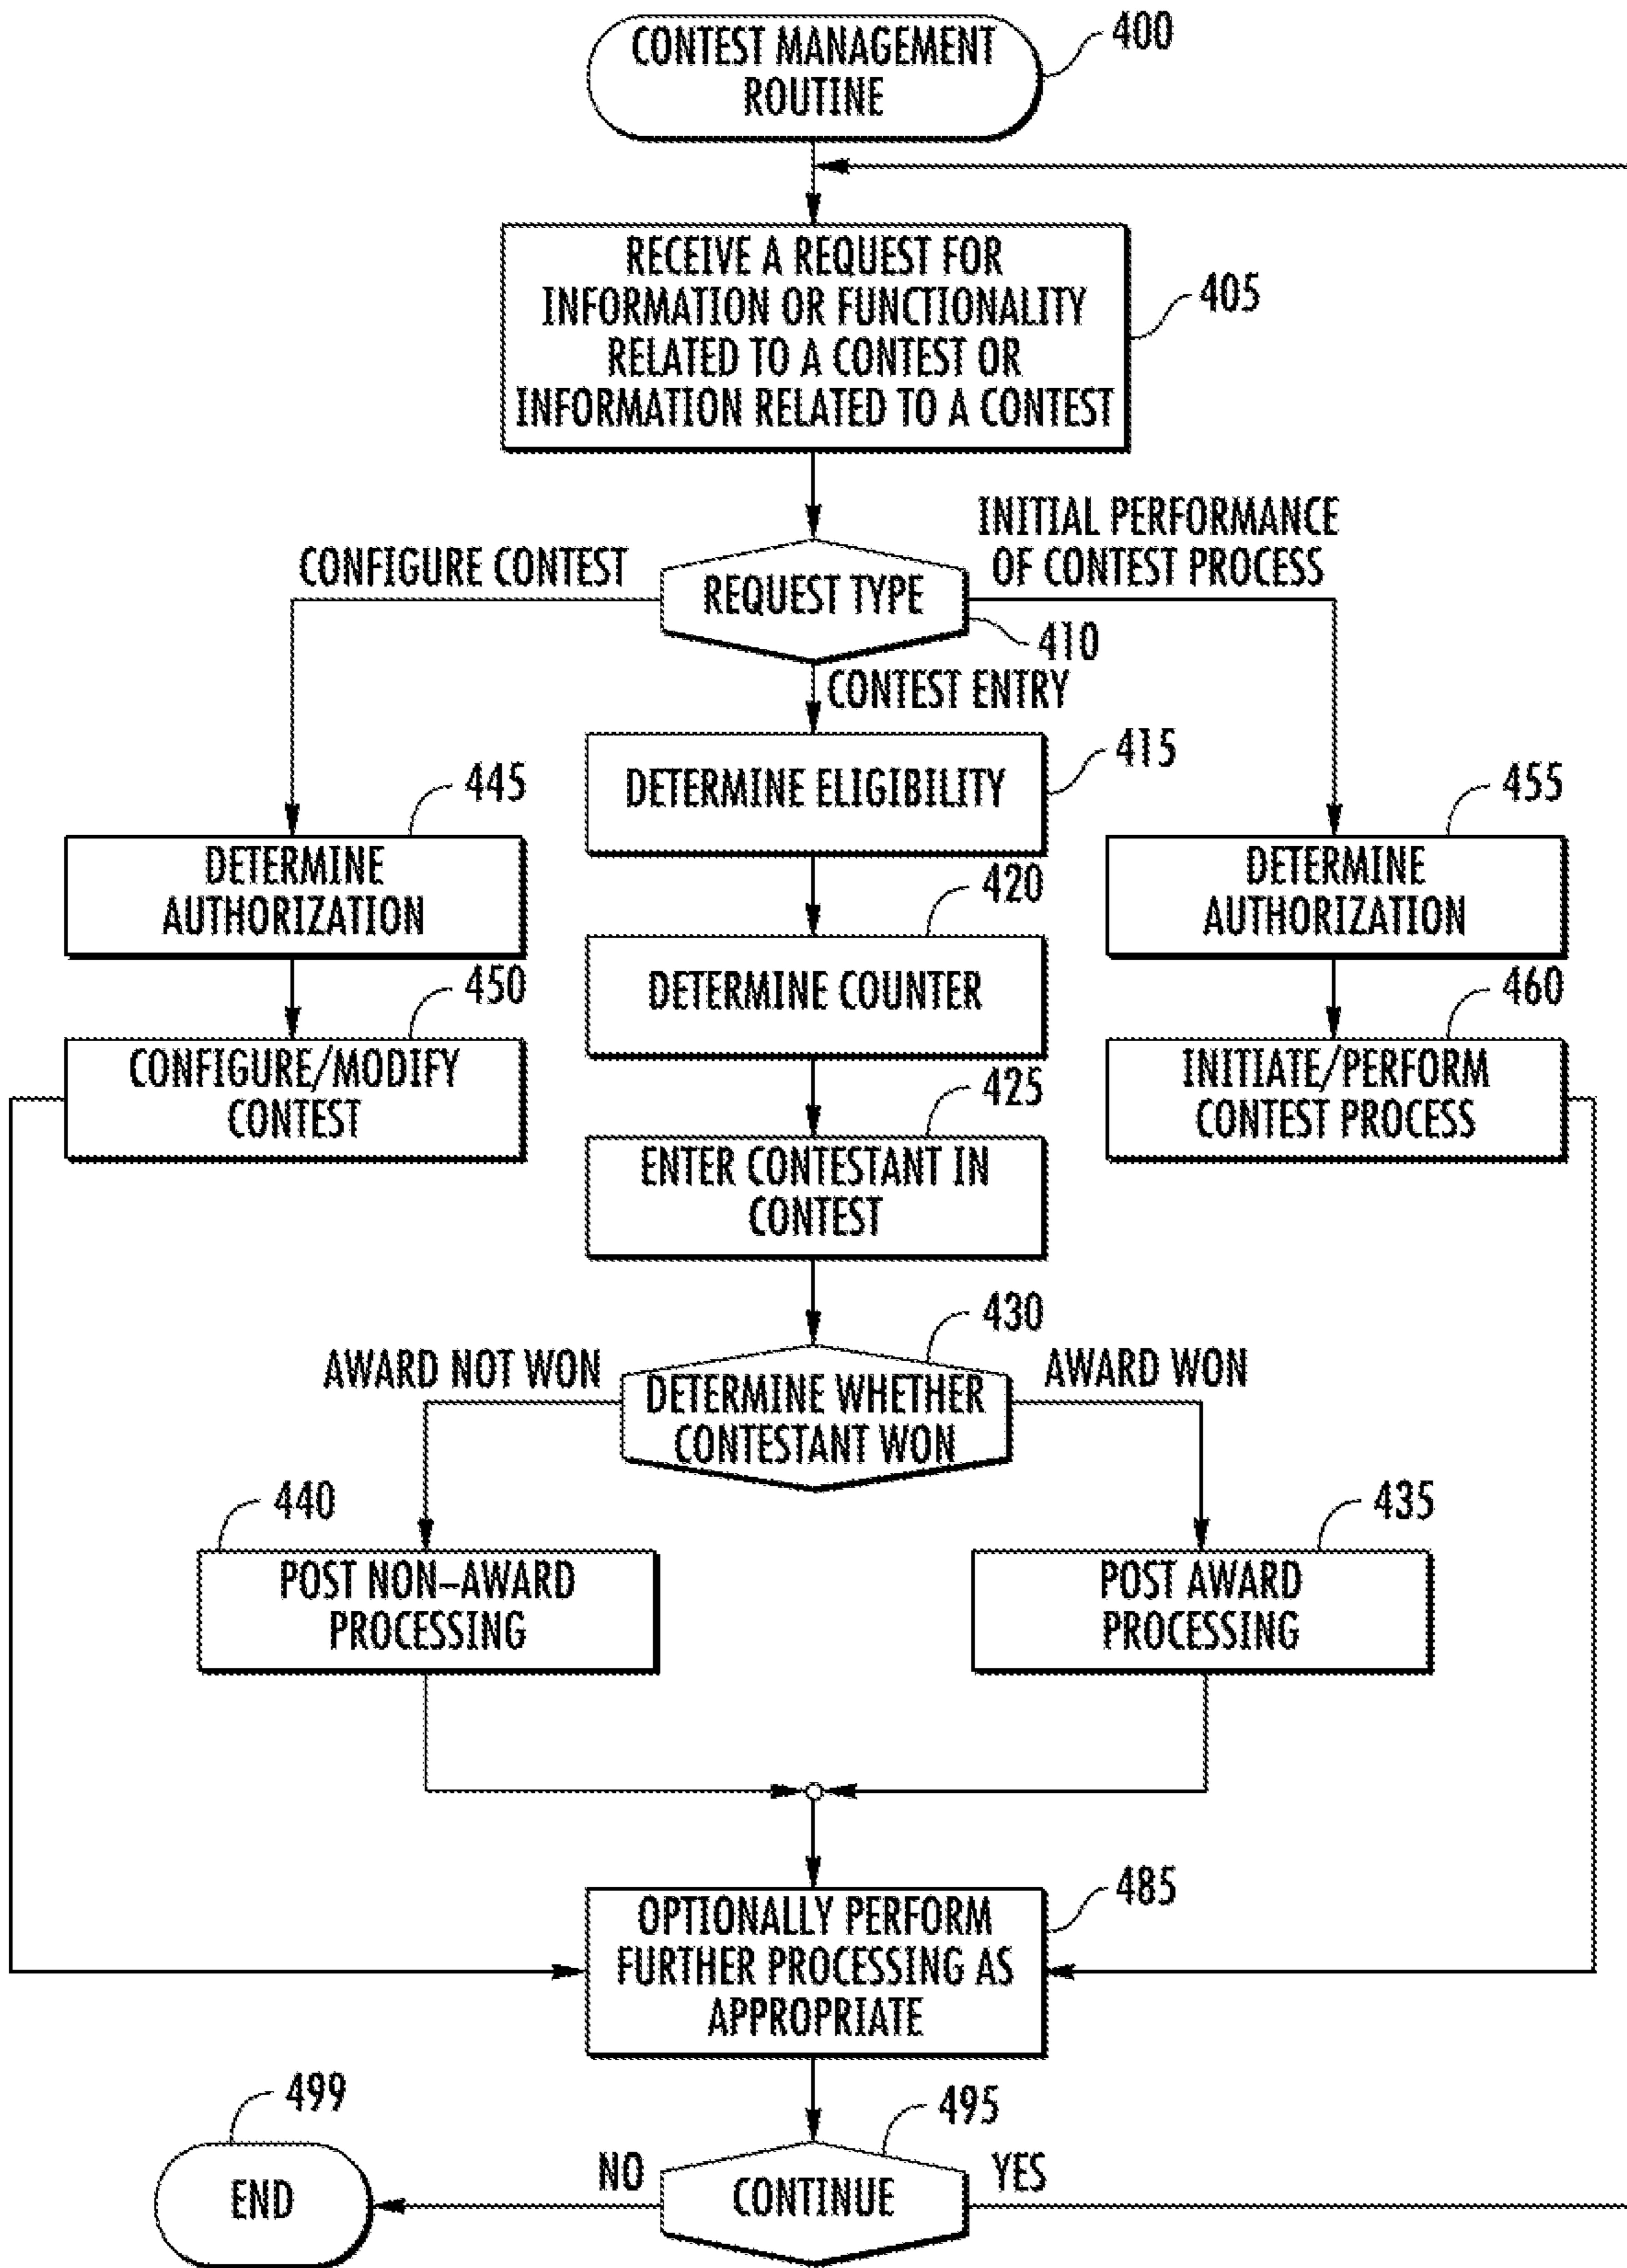 CONTEST MANAGEMENT
ROUTINE
400
RECEIVE A REQUEST FOR
INFORMATION OR FUNCTIONALITY
RELATED TO A CONTEST OR
INFORMATION RELATED TO A CONTEST
405
CONFIGURE CONTEST
REQUEST TYPE
410
INITIAL PERFORMANCE
OF CONTEST PROCESS
CONTEST ENTRY
DETERMINE ELIGIBILITY
415
445
DETERMINE
AUTHORIZATION
455
DETERMINE
AUTHORIZATION
420
DETERMINE COUNTER
450
CONFIGURE/MODIFY
CONTEST
460
INITIATE/PERFORM
CONTEST PROCESS
425
ENTER CONTESTANT IN
CONTEST
430
DETERMINE WHETHER
CONTESTANT WON
AWARD NOT WON
AWARD WON
440
POST NON–AWARD
PROCESSING
435
POST AWARD
PROCESSING
485
OPTIONALLY PERFORM
FURTHER PROCESSING AS
APPROPRIATE
499
END
NO
495
CONTINUE
YES